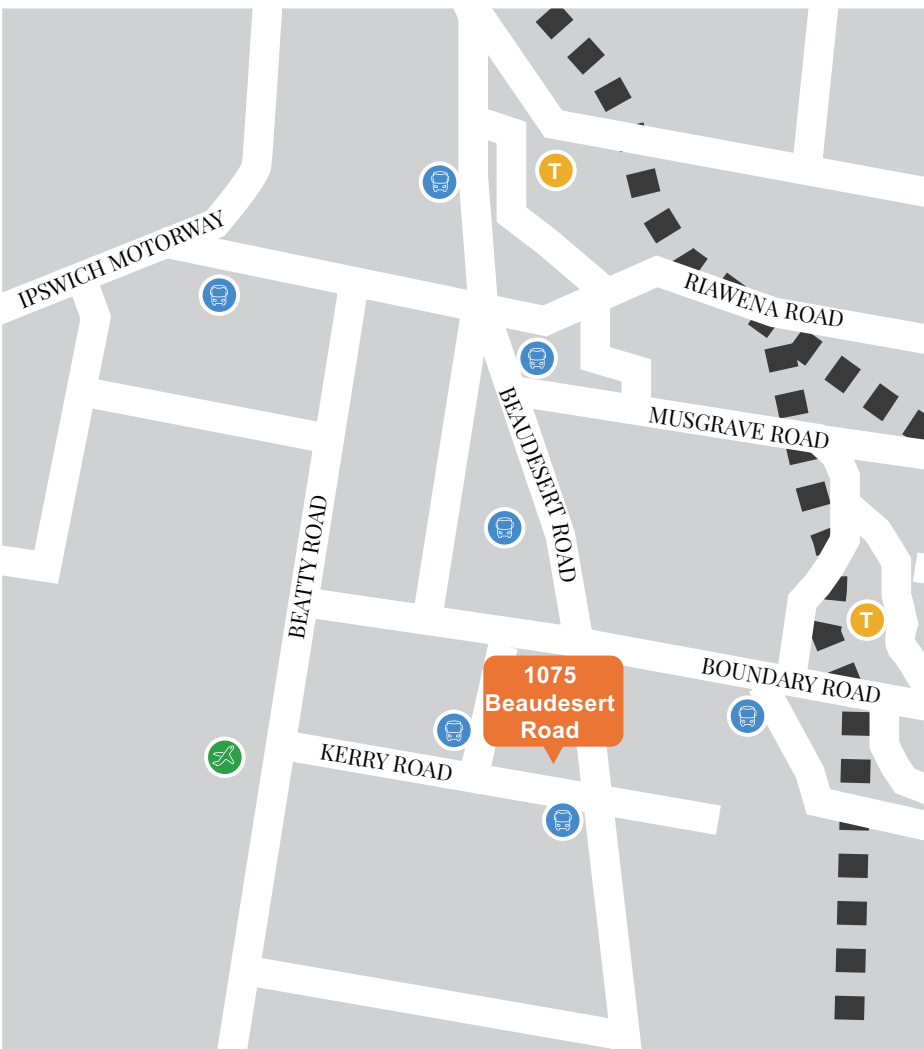 T
IPSWICH MOTORWAY
RIAWENA ROAD
BEAUDESERT ROAD
MUSGRAVE ROAD
BEATTY ROAD
T
BOUNDARY ROAD
1075
Beaudesert
Road
KERRY ROAD